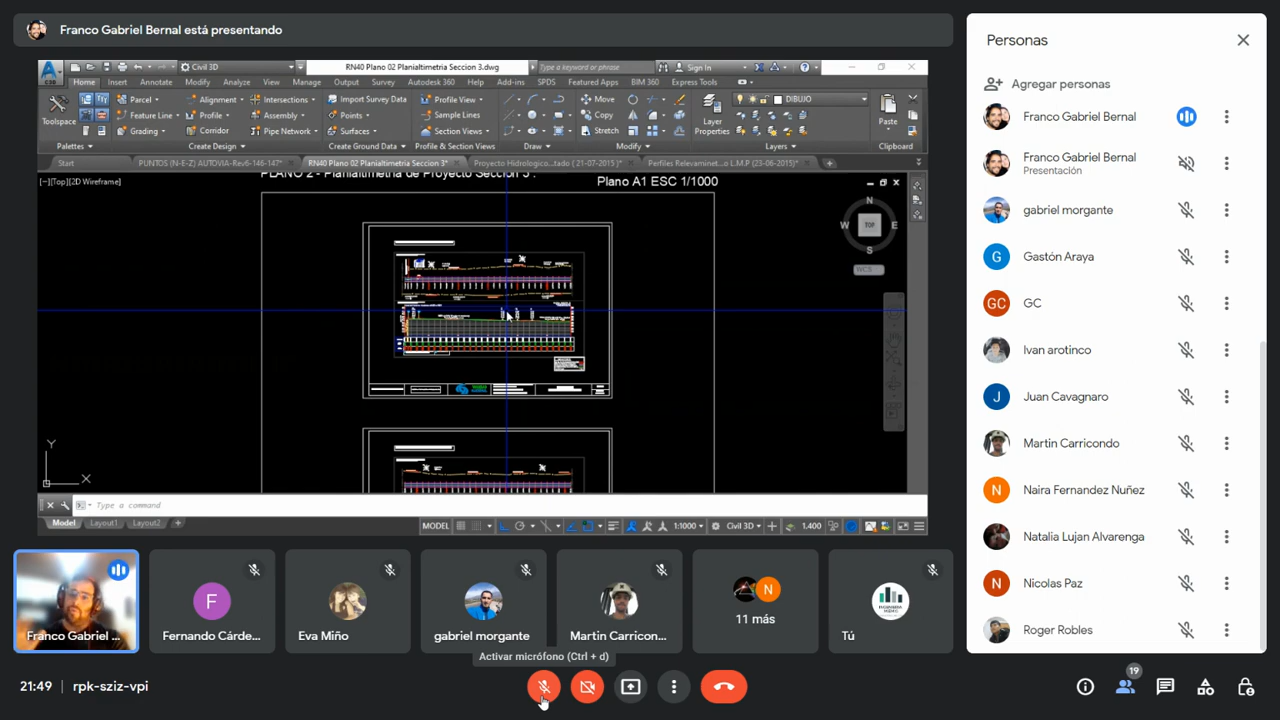 Franco Gabriel Bernal está presentando
Civil 3D
RN40 Plano 02 Planialtimetria Seccion 3.dwg
Type a keyword or phrase
Sign In
Home Insert Annotate Modify Analyze View Manage Output Survey Autodesk 360 Help Add-ins SPDS Featured Apps BIM 360 Express Tools
Toolspace
Parcel
Feature Line
Grading
Alignment
Profile
Corridor
Intersections
Assembly
Pipe Network
Import Survey Data
Points
Surfaces
Profile View
Sample Lines
Section Views
Move
Copy
Stretch
Layer
Properties
DIBUJO
Paste
Palettes
Create Design
Profile & Section Views
Draw
Modify
Layers
Clipboard
Start
PUNTOS (N-E-Z) AUTOVIA-Rev6-146-147*
RN40 Plano 02 Planialtimetria Seccion 3*
Proyecto Hidrologico...tado ( 21-07-2015 )*
Perfiles Relevaminet...o L.M.P (23-06-2015)*
[−][Top][2D Wireframe]
PLANO 2 - Planialtimetria de Proyecto Seccion 3 .
Plano A1 ESC 1/1000
N
W TOP E
S
WCS
Y
X
Type a command
Model Layout1 Layout2
MODEL
1:1000
Civil 3D
1.400
Franco Gabriel ...
Fernando Cárde...
Eva Miño
gabriel morgante
Martin Carricon...
11 más
Tú
F
N
Activar micrófono (Ctrl + d)
21:49 | rpk-sziz-vpi
Personas
Agregar personas
Franco Gabriel Bernal
Franco Gabriel Bernal
Presentación
gabriel morgante
G Gastón Araya
GC GC
Ivan arotinco
J Juan Cavagnaro
Martin Carricondo
N Naira Fernandez Nuñez
Natalia Lujan Alvarenga
N Nicolas Paz
Roger Robles
19